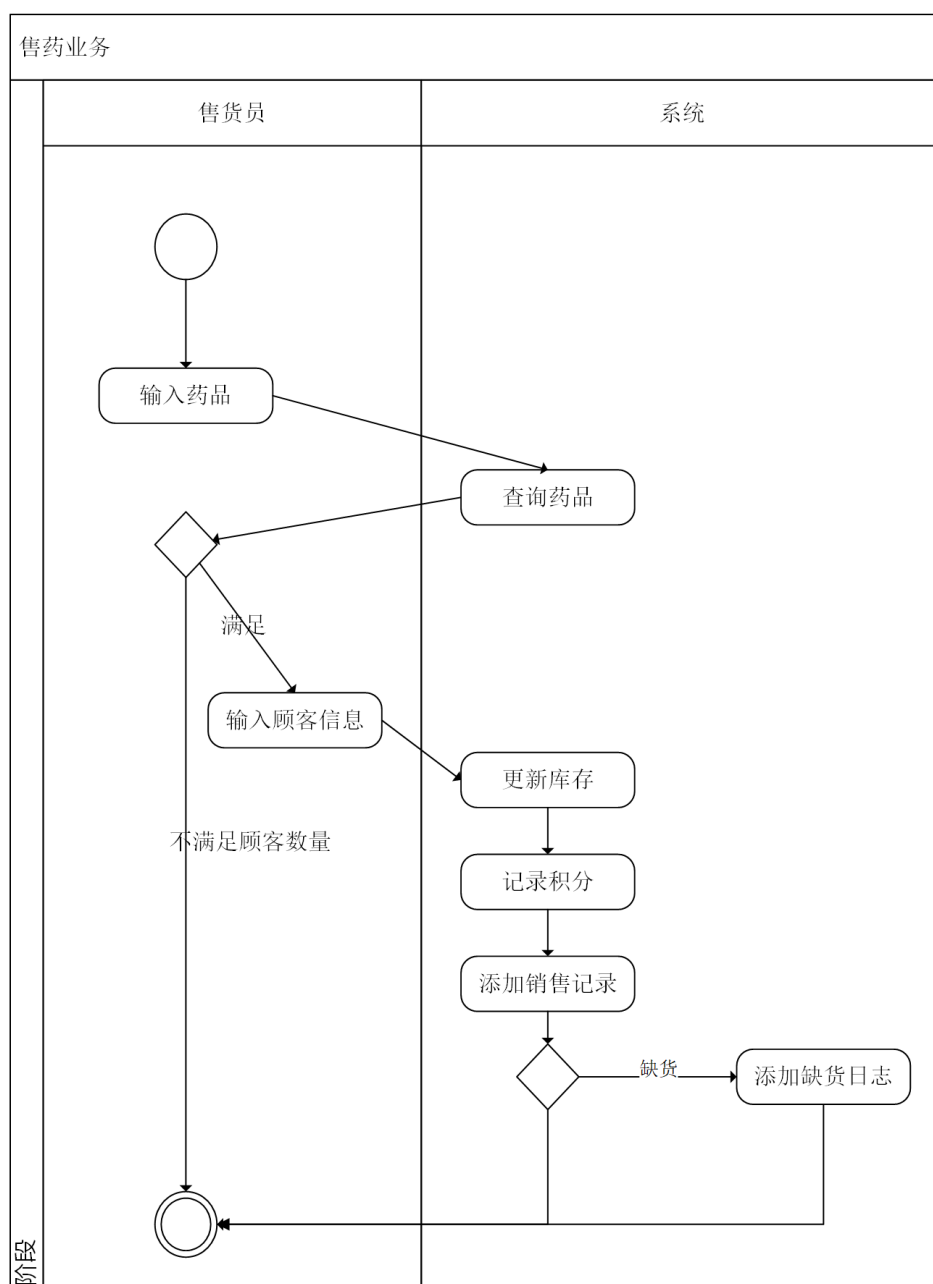 售药业务
售货员
系统
输入药品
查询药品
满足
输入顾客信息
更新库存
不满足顾客数量
记录积分
添加销售记录
缺货
添加缺货日志
阶段